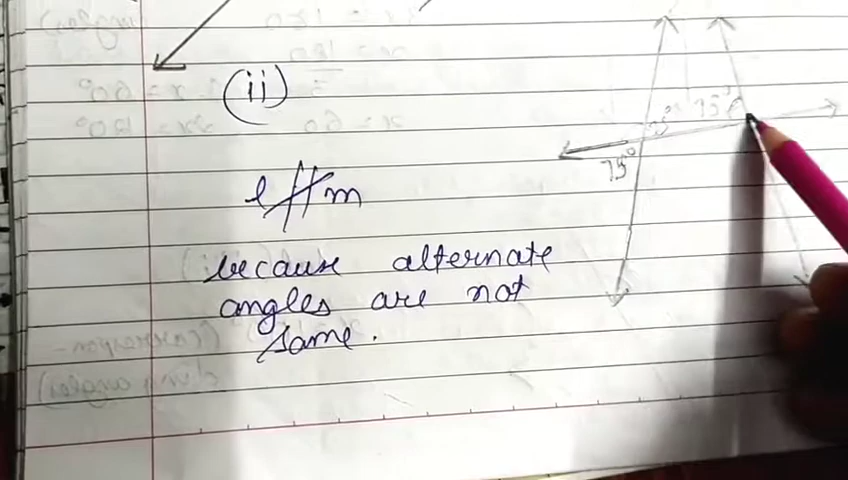 (ii)
75°
75°
l ∦ m
because alternate
angles are not
same.